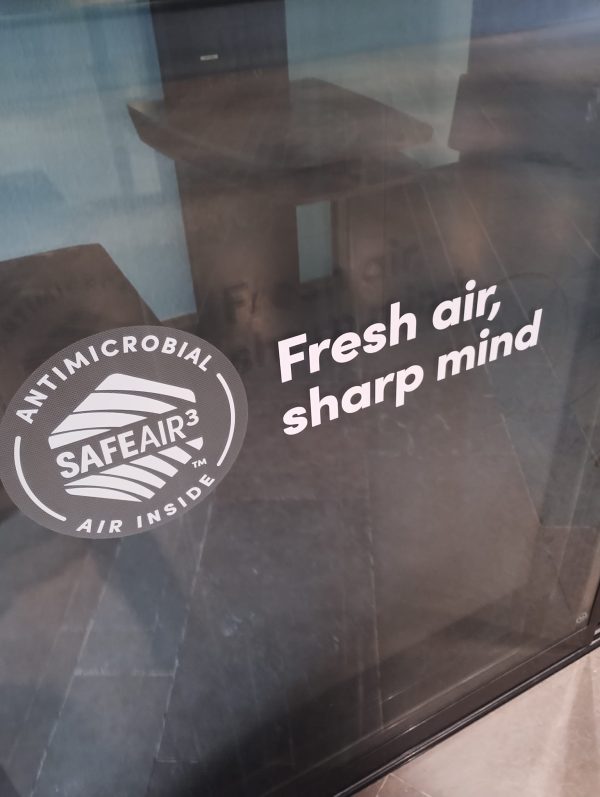 ANTIMICROBIAL
SAFEAIR³
™
AIR INSIDE
Fresh air,
sharp mind